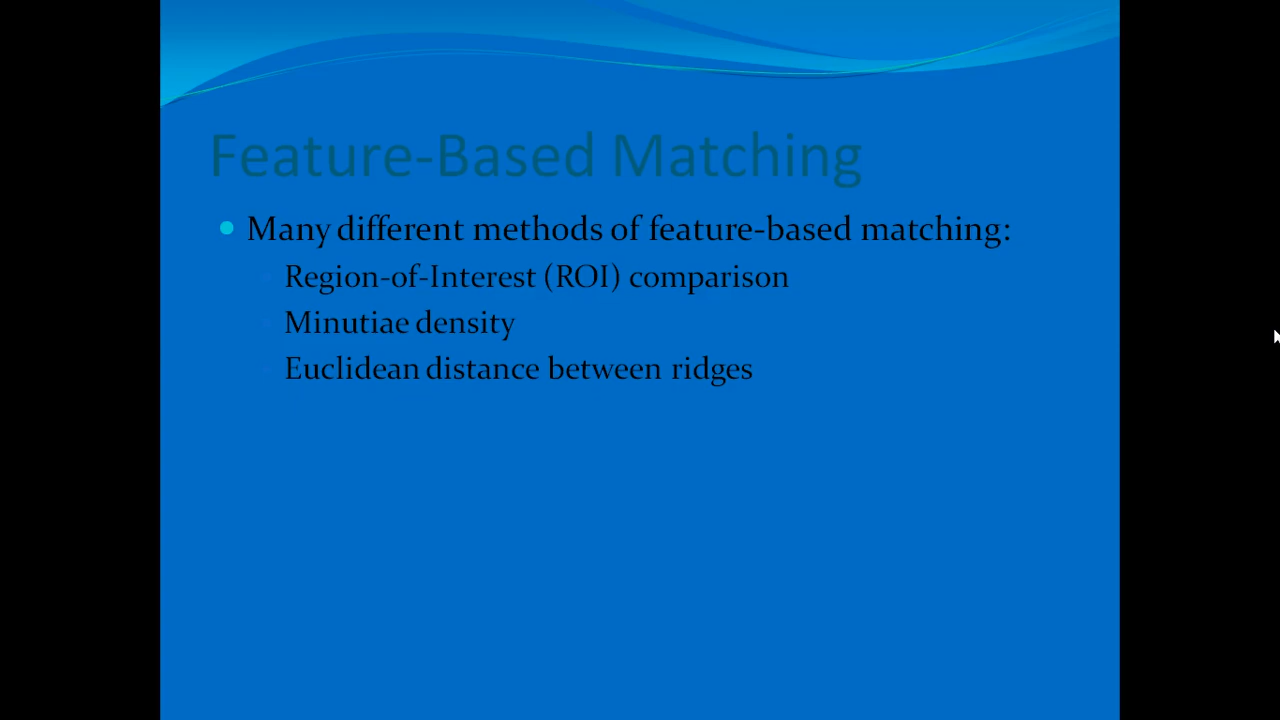 Feature-Based Matching
Many different methods of feature-based matching:
Region-of-Interest (ROI) comparison
Minutiae density
Euclidean distance between ridges